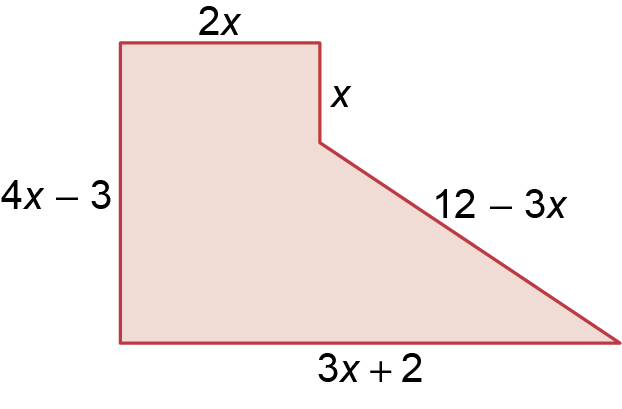 2x
x
4x – 3
12 – 3x
3x + 2